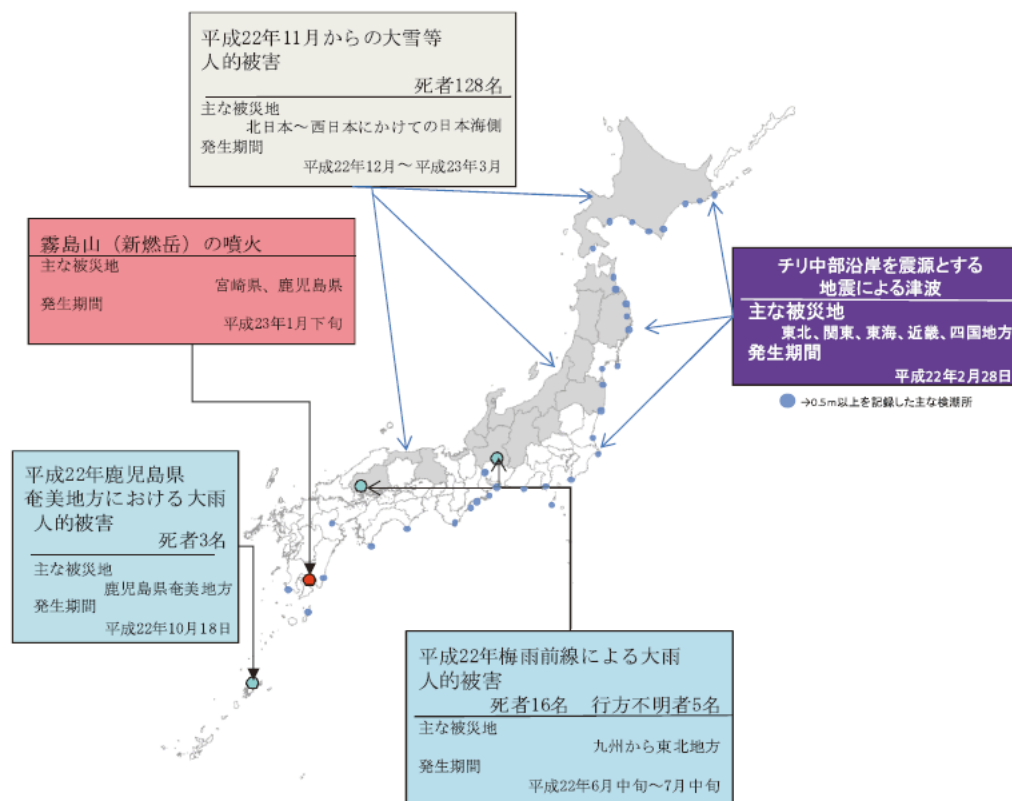 平成22年11月からの大雪等
人的被害
死者128名
主な被災地
北日本～西日本にかけての日本海側
発生期間
平成22年12月～平成23年3月
霧島山（新燃岳）の噴火
主な被災地
宮崎県、鹿児島県
発生期間
平成23年1月下旬
チリ中部沿岸を震源とする
地震による津波
主な被災地
東北、関東、東海、近畿、四国地方
発生期間
平成22年2月28日
→0.5m以上を記録した主な検潮所
平成22年鹿児島県
奄美地方における大雨
人的被害
死者3名
主な被災地
鹿児島県奄美地方
発生期間
平成22年10月18日
平成22年梅雨前線による大雨
人的被害
死者16名 行方不明者5名
主な被災地
九州から東北地方
発生期間
平成22年6月中旬～7月中旬